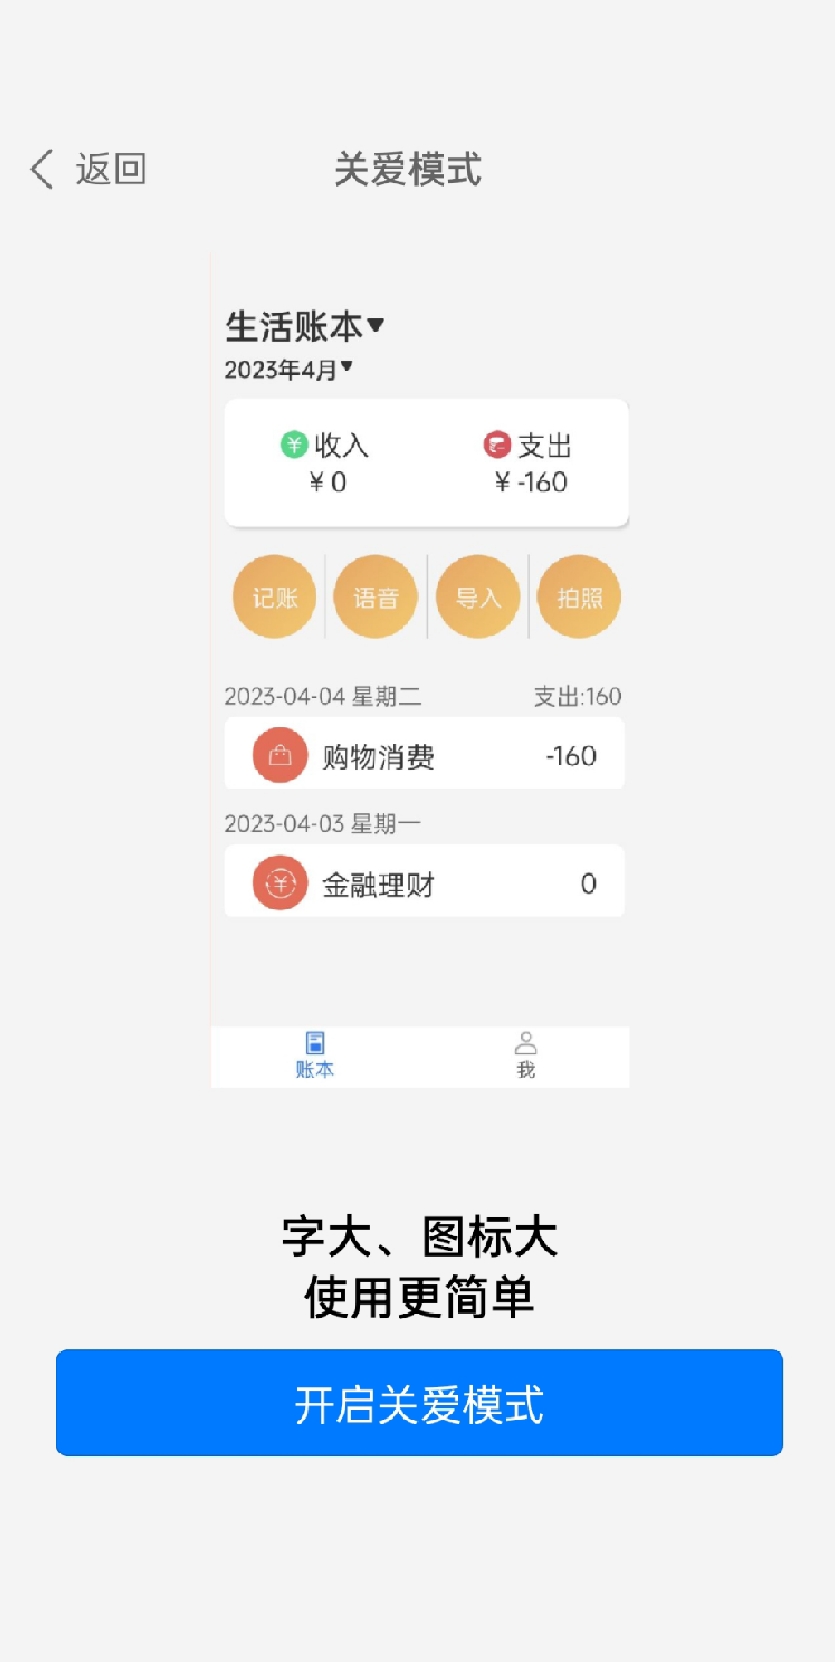 返回
关爱模式
生活账本▼
2023年4月▼
收入 支出
¥ 0 ¥ -160
记账 语音 导入 拍照
2023-04-04 星期二 支出:160
购物消费 -160
2023-04-03 星期一
金融理财 0
账本 我
字大、图标大
使用更简单
开启关爱模式